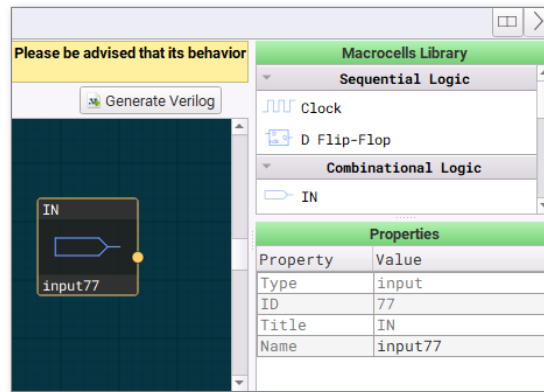 Please be advised that its behavior
Generate Verilog
IN
input77
Macrocells Library
Sequential Logic
Clock
D Flip-Flop
Combinational Logic
IN
Properties
Property Value
Type input
ID 77
Title IN
Name input77